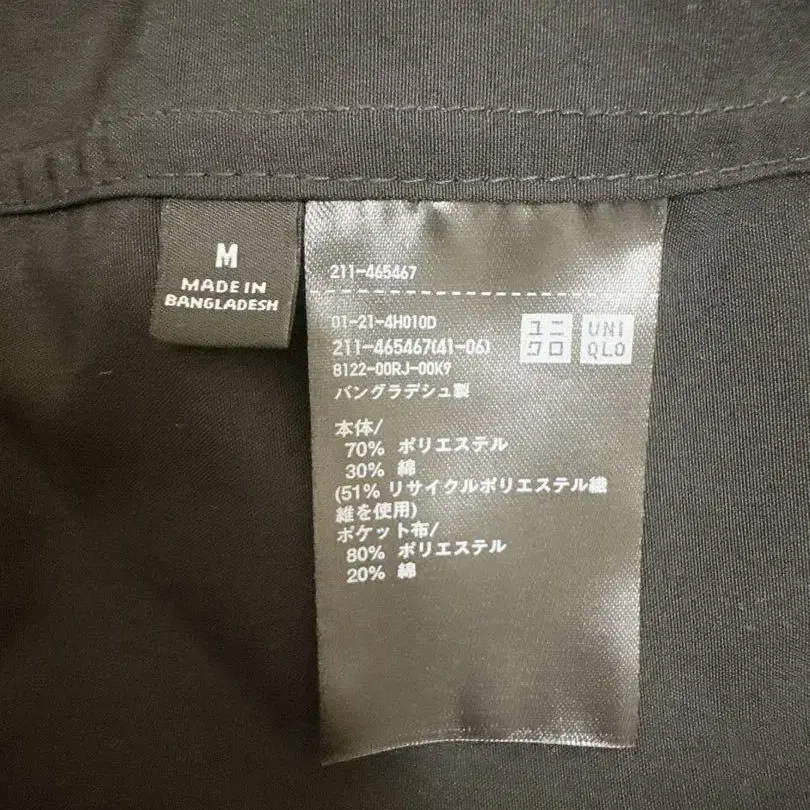 M
MADE IN
BANGLADESH
211-465467
01-21-4H010D
211-465467(41-06)
8122-00RJ-00K9
バングラデシュ製
ユニ
クロ
UNI
QLO
本体/
70% ポリエステル
30% 綿
(51% リサイクルポリエステル繊
維を使用)
ポケット布/
80% ポリエステル
20% 綿